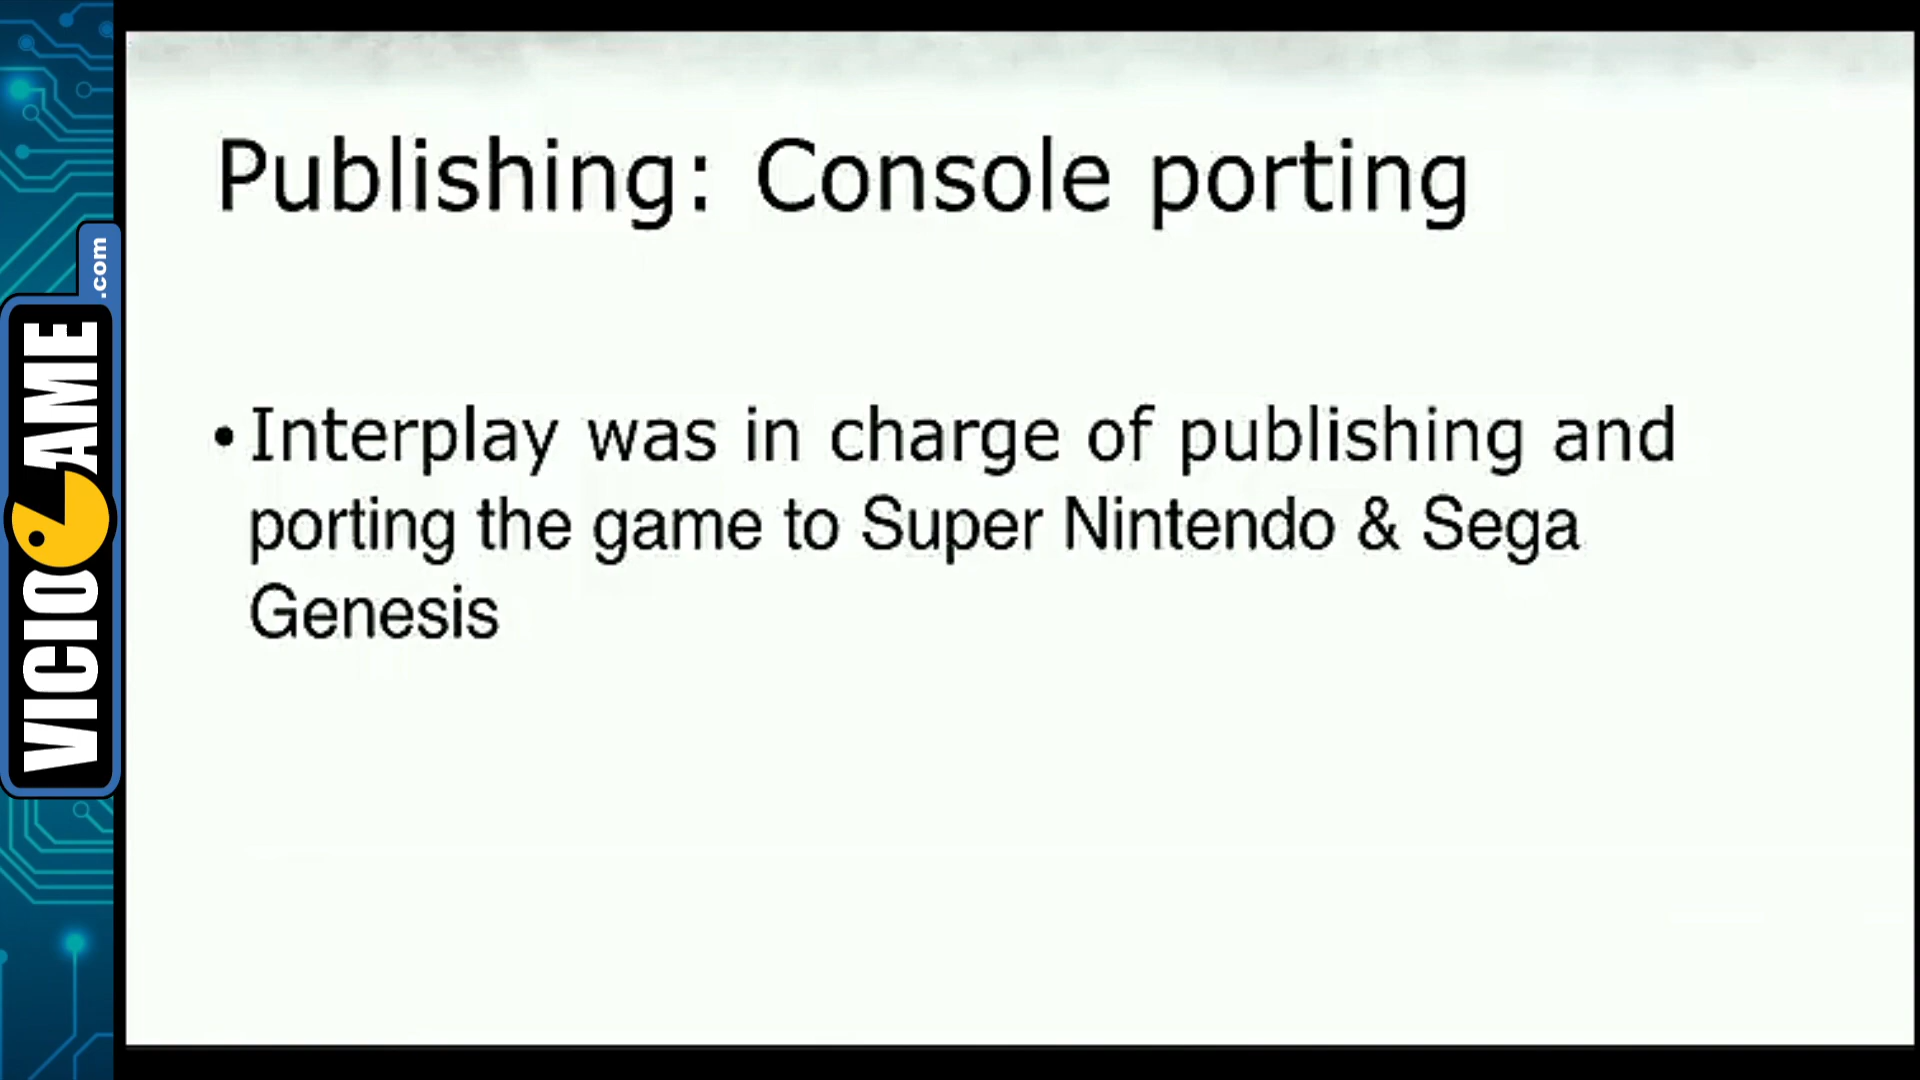 Publishing: Console porting
• Interplay was in charge of publishing and
porting the game to Super Nintendo & Sega
Genesis
VICIOGAME
.com